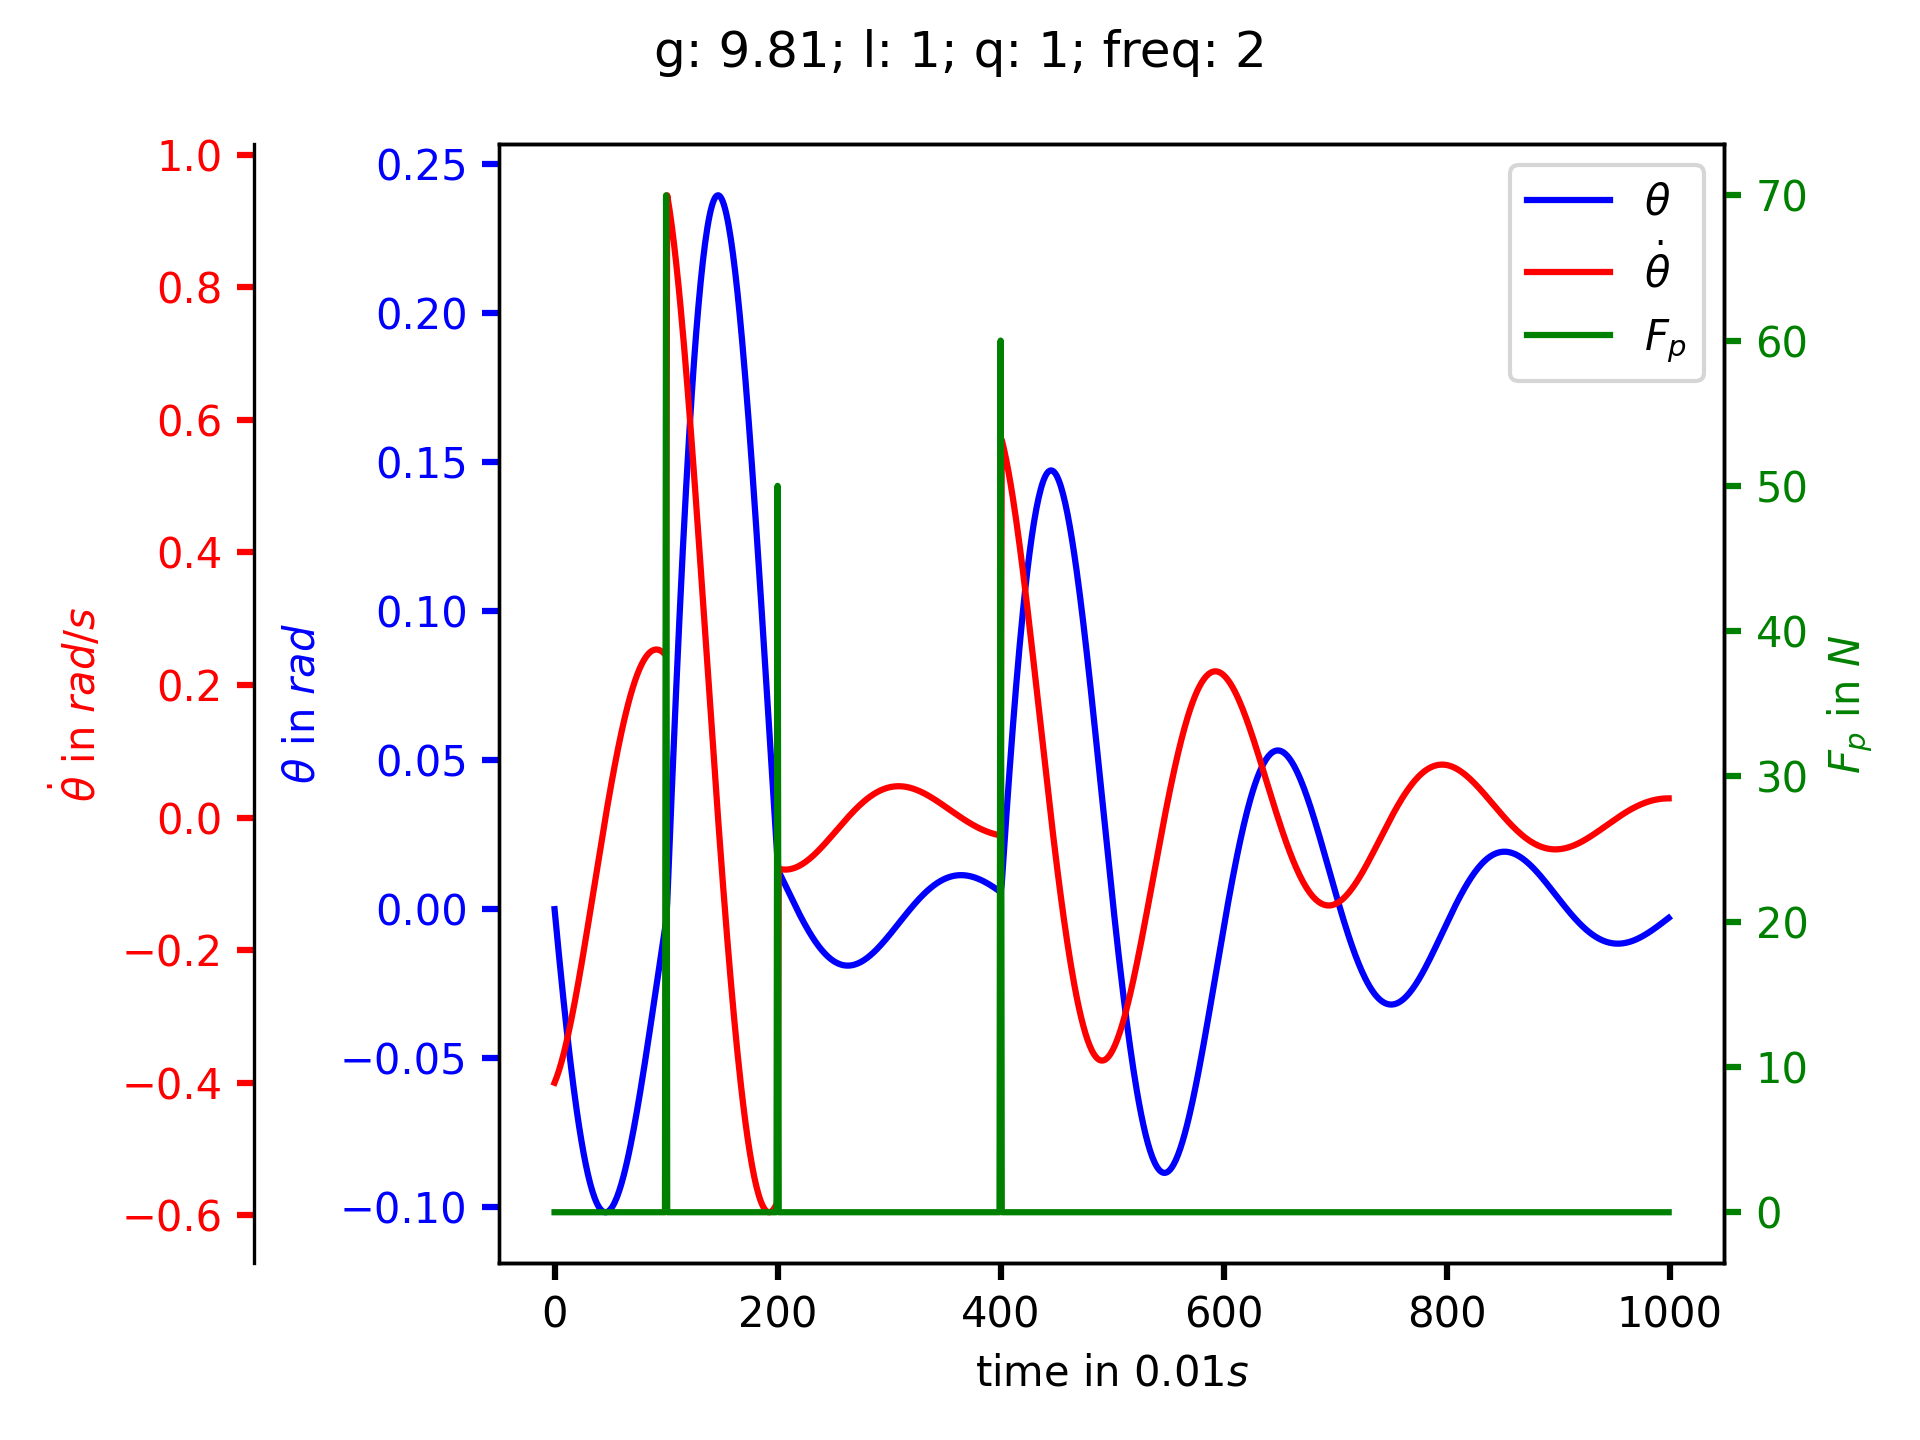 g: 9.81; l: 1; q: 1; freq: 2
θ̇ in rad/s
1.0
0.8
0.6
0.4
0.2
0.0
−0.2
−0.4
−0.6
θ in rad
0.25
0.20
0.15
0.10
0.05
0.00
−0.05
−0.10
θ
θ̇
Fₚ
70
60
50
40
30
20
10
0
Fₚ in N
0 200 400 600 800 1000
time in 0.01s